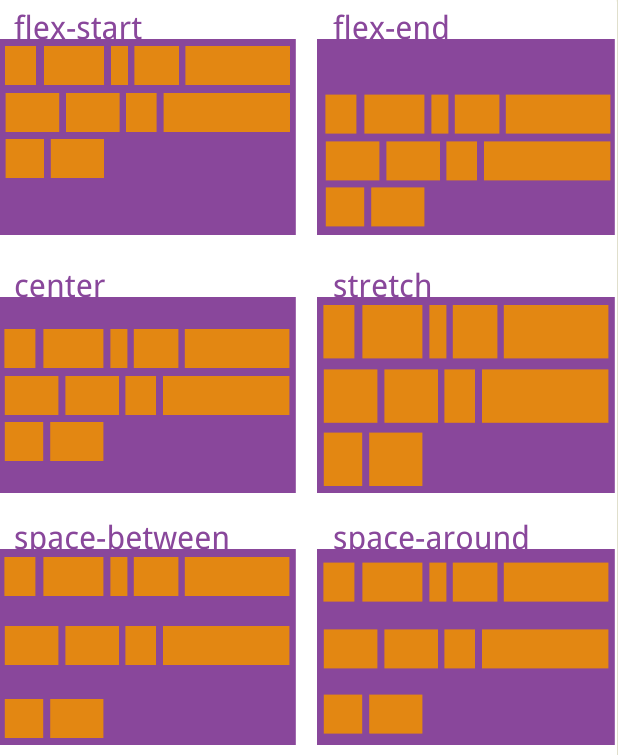 flex-start
flex-end
center
stretch
space-between
space-around